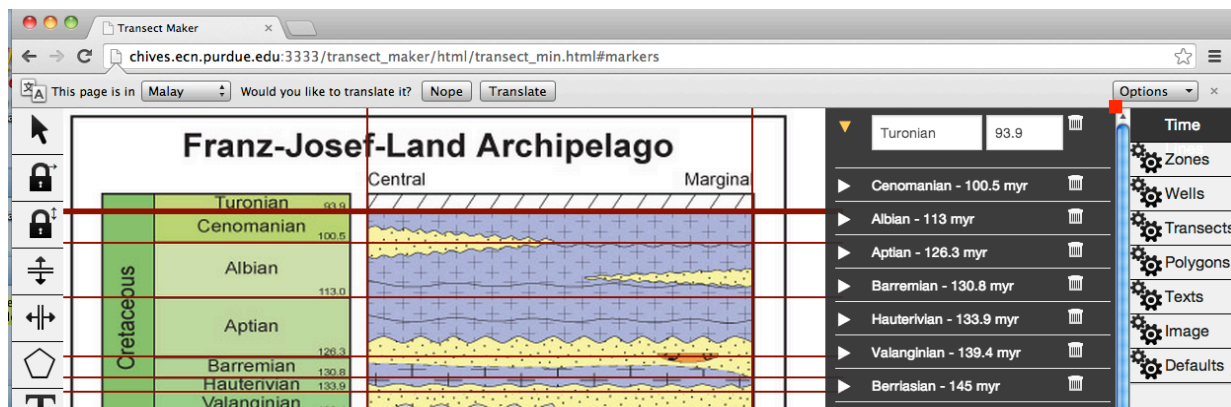 Transect Maker
chives.ecn.purdue.edu:3333/transect_maker/html/transect_min.html#markers
This page is in Malay Would you like to translate it? Nope Translate Options
Franz-Josef-Land Archipelago
Central Marginal
Cretaceous
Turonian 93.9
Cenomanian 100.5
Albian 113.0
Aptian 126.3
Barremian 130.8
Hauterivian 133.9
Valanginian
Turonian 93.9
Cenomanian - 100.5 myr
Albian - 113 myr
Aptian - 126.3 myr
Barremian - 130.8 myr
Hauterivian - 133.9 myr
Valanginian - 139.4 myr
Berriasian - 145 myr
Time
Lines
Zones
Wells
Transects
Polygons
Texts
Image
Defaults
T